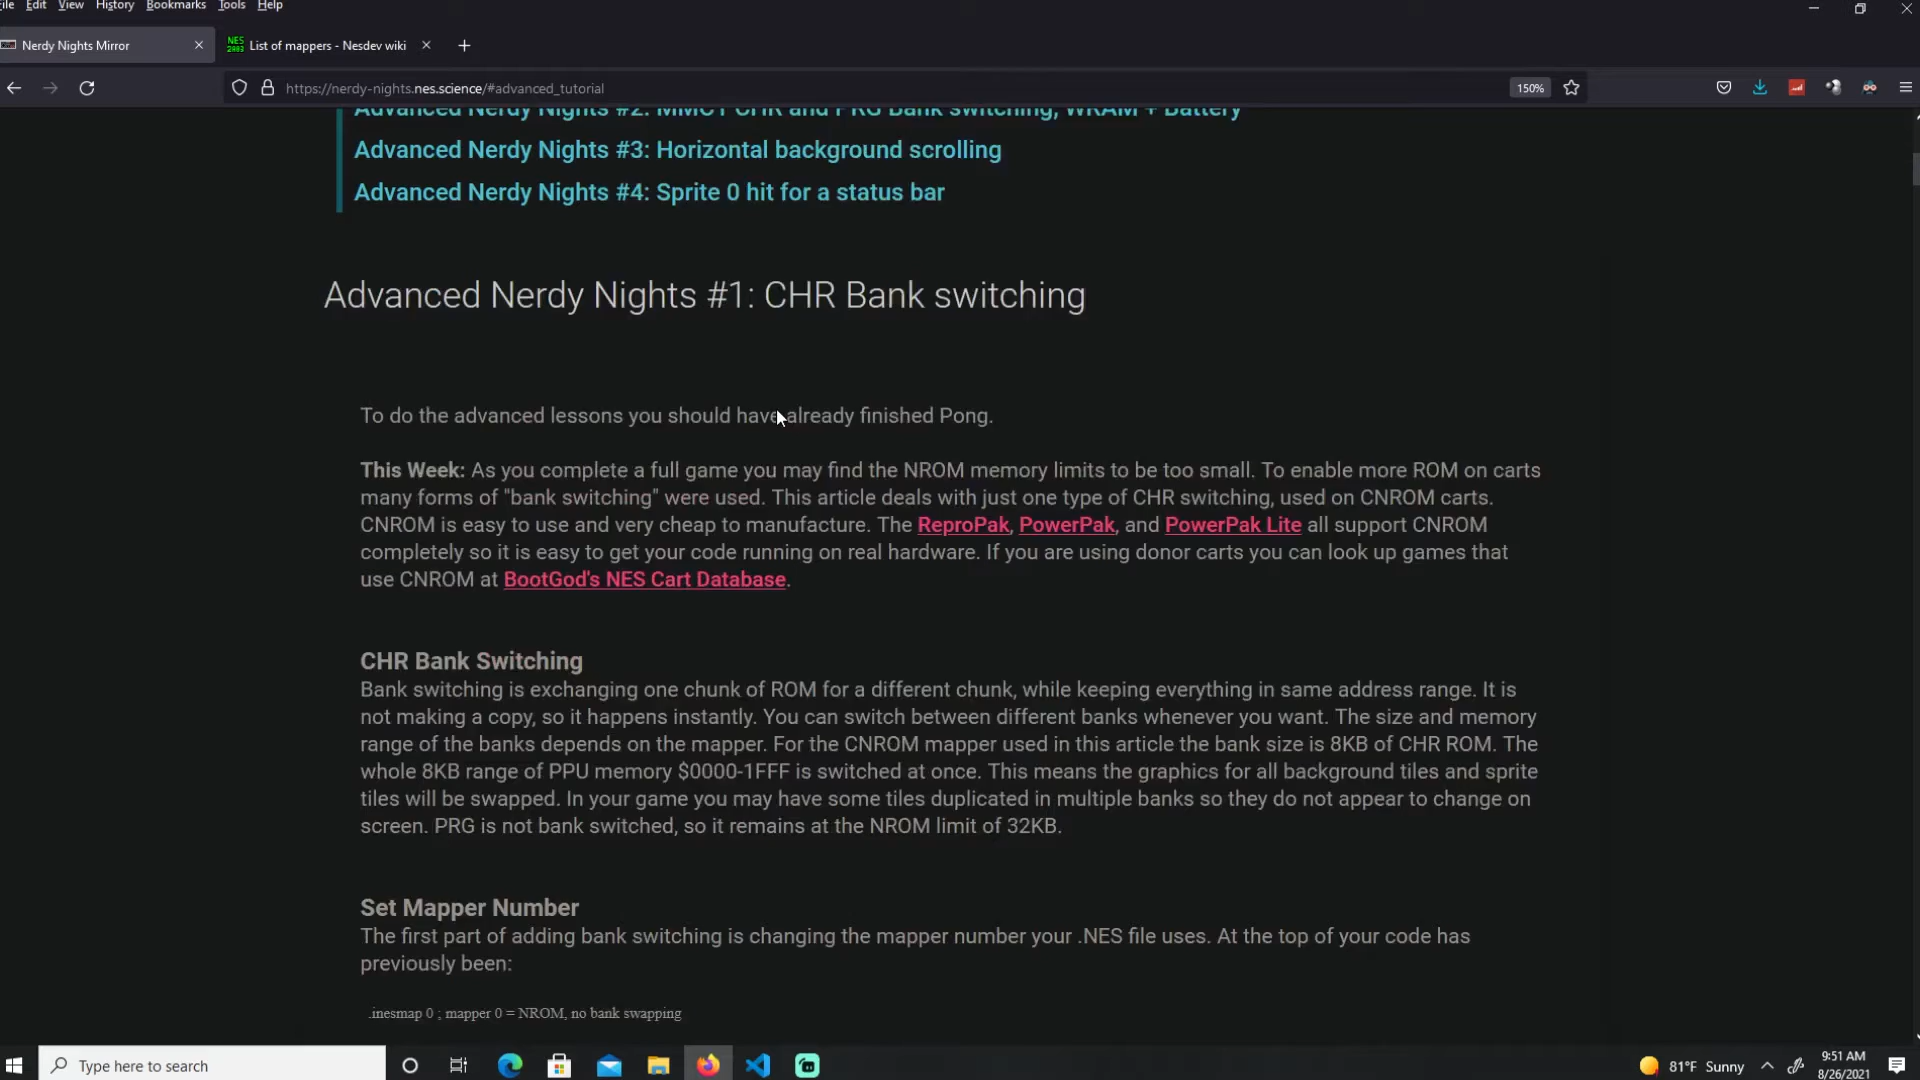 File Edit View History Bookmarks Tools Help
Nerdy Nights Mirror
NES 2003 List of mappers - Nesdev wiki
https://nerdy-nights.nes.science/#advanced_tutorial
150%
Advanced Nerdy Nights #2: MMC1 CHR and PRG Bank switching, WRAM + Battery
Advanced Nerdy Nights #3: Horizontal background scrolling
Advanced Nerdy Nights #4: Sprite 0 hit for a status bar
Advanced Nerdy Nights #1: CHR Bank switching
To do the advanced lessons you should have already finished Pong.
This Week: As you complete a full game you may find the NROM memory limits to be too small. To enable more ROM on carts
many forms of "bank switching" were used. This article deals with just one type of CHR switching, used on CNROM carts.
CNROM is easy to use and very cheap to manufacture. The ReproPak, PowerPak, and PowerPak Lite all support CNROM
completely so it is easy to get your code running on real hardware. If you are using donor carts you can look up games that
use CNROM at BootGod's NES Cart Database.
CHR Bank Switching
Bank switching is exchanging one chunk of ROM for a different chunk, while keeping everything in same address range. It is
not making a copy, so it happens instantly. You can switch between different banks whenever you want. The size and memory
range of the banks depends on the mapper. For the CNROM mapper used in this article the bank size is 8KB of CHR ROM. The
whole 8KB range of PPU memory $0000-1FFF is switched at once. This means the graphics for all background tiles and sprite
tiles will be swapped. In your game you may have some tiles duplicated in multiple banks so they do not appear to change on
screen. PRG is not bank switched, so it remains at the NROM limit of 32KB.
Set Mapper Number
The first part of adding bank switching is changing the mapper number your .NES file uses. At the top of your code has
previously been:
.inesmap 0 ; mapper 0 = NROM, no bank swapping
Type here to search
81°F Sunny
9:51 AM
8/26/2021